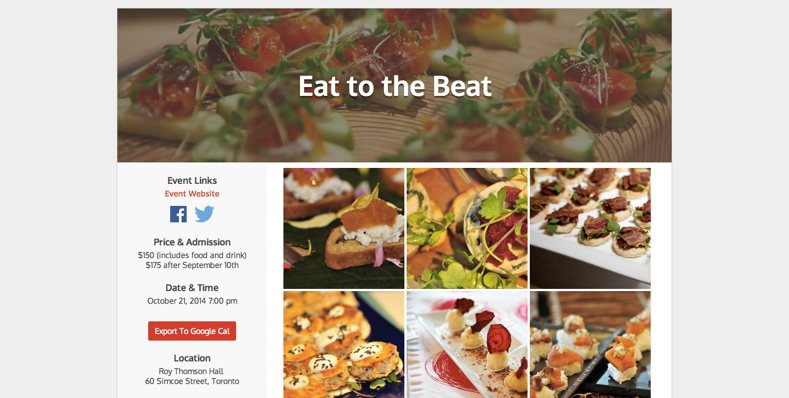 Eat to the Beat
Event Links
Event Website
Price & Admission
$150 (includes food and drink)
$175 after September 10th
Date & Time
October 21, 2014 7:00 pm
Export To Google Cal
Location
Roy Thomson Hall
60 Simcoe Street, Toronto